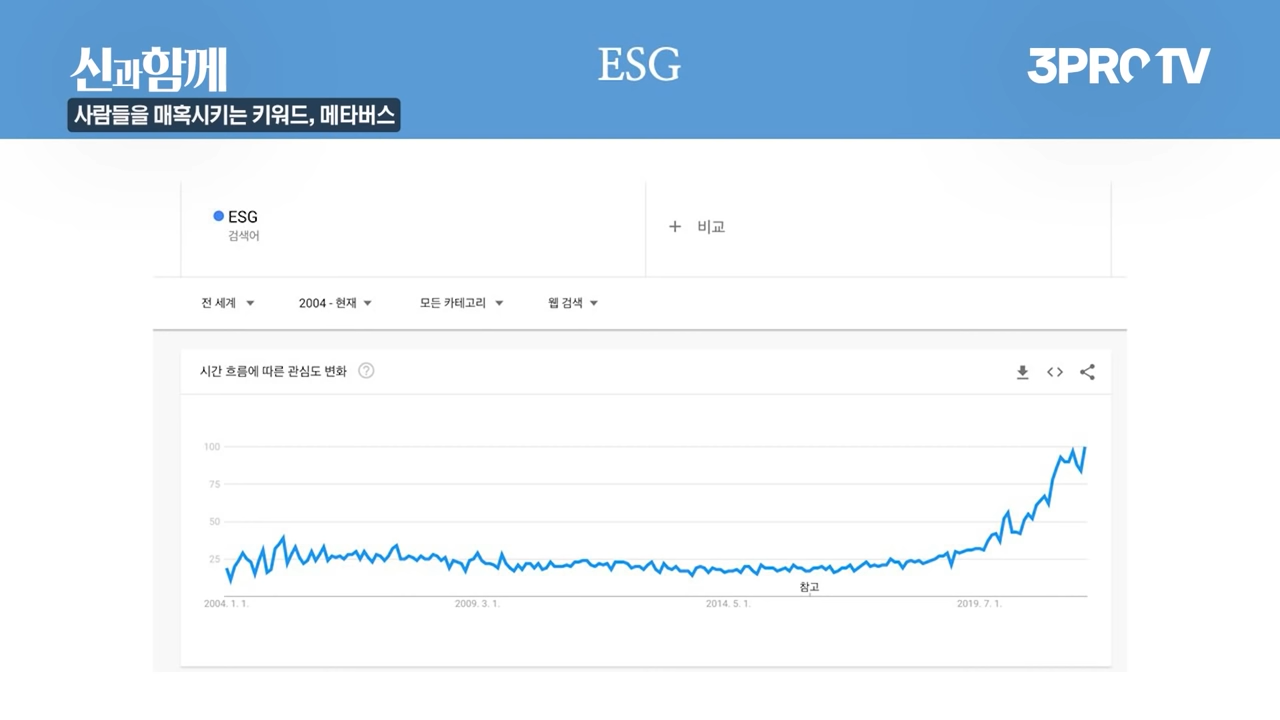 신과함께
ESG
3PROTV
사람들을 매혹시키는 키워드, 메타버스
ESG
검색어
+ 비교
전 세계
2004 - 현재
모든 카테고리
웹 검색
시간 흐름에 따른 관심도 변화
?
100
75
50
25
참고
2004. 1. 1.
2009. 3. 1.
2014. 5. 1.
2019. 7. 1.